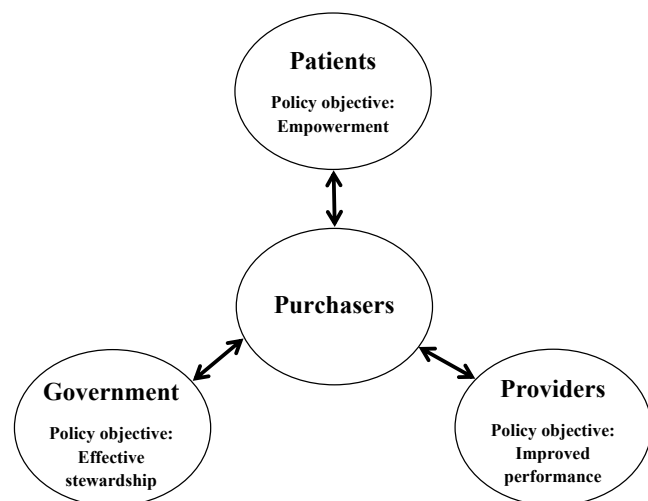 Patients
Policy objective:
Empowerment
Purchasers
Government
Policy objective:
Effective
stewardship
Providers
Policy objective:
Improved
performance